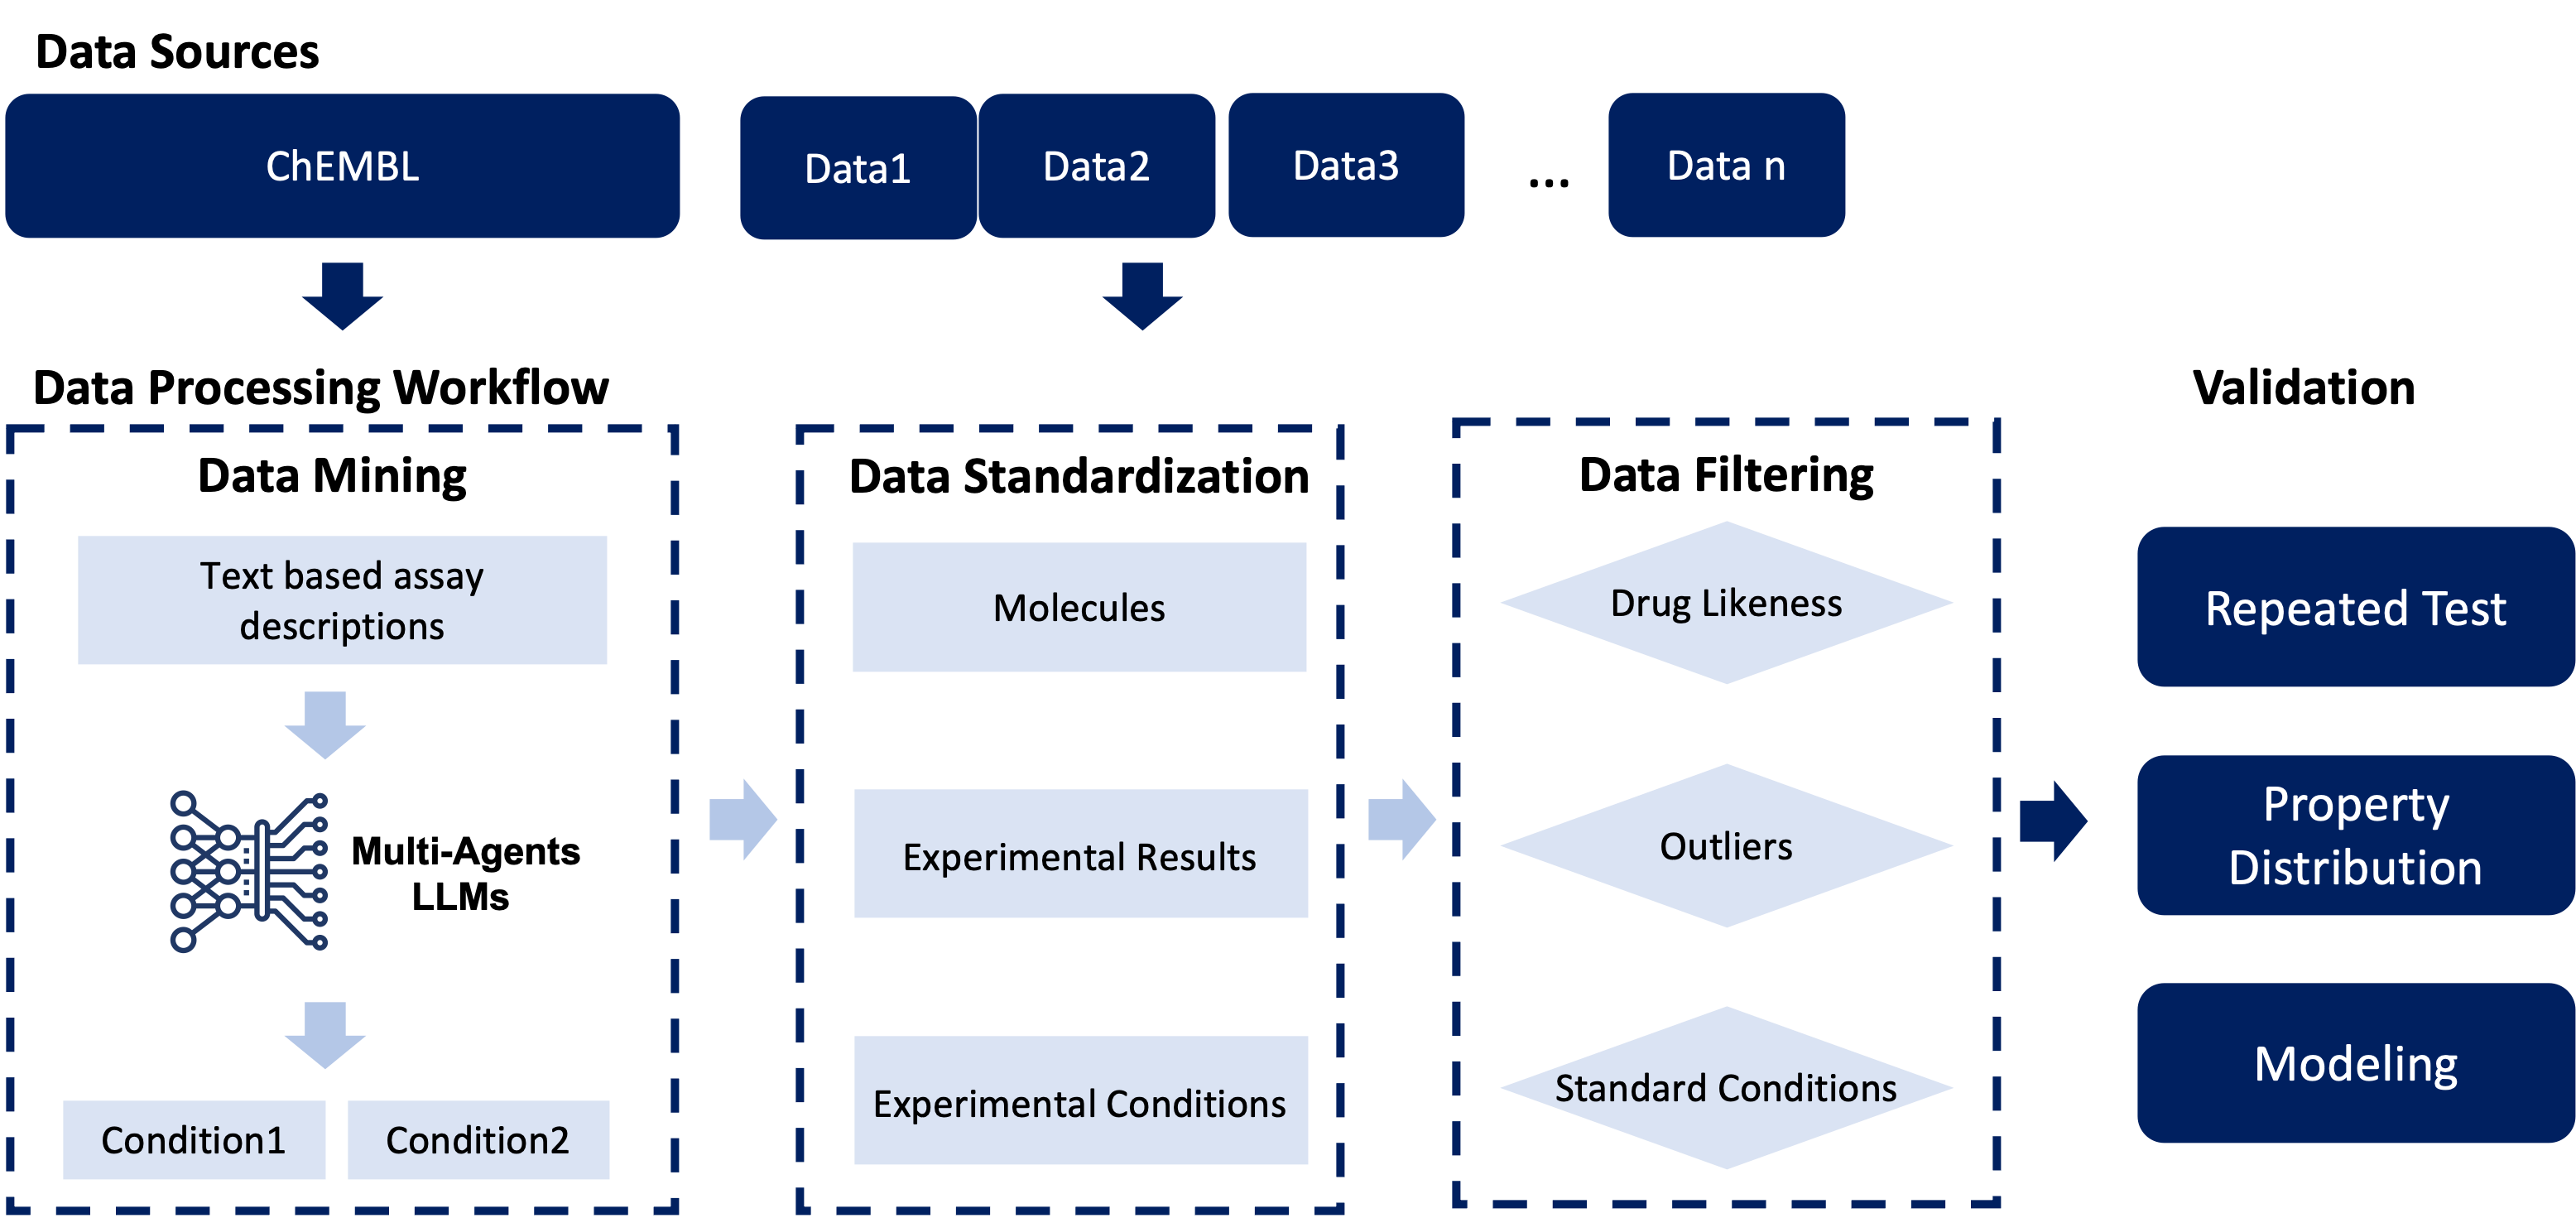 Data Sources
ChEMBL
Data1
Data2
Data3
...
Data n
Data Processing Workflow
Validation
Data Mining
Text based assay
descriptions
Multi-Agents
LLMs
Condition1
Condition2
Data Standardization
Molecules
Experimental Results
Experimental Conditions
Data Filtering
Drug Likeness
Outliers
Standard Conditions
Repeated Test
Property
Distribution
Modeling